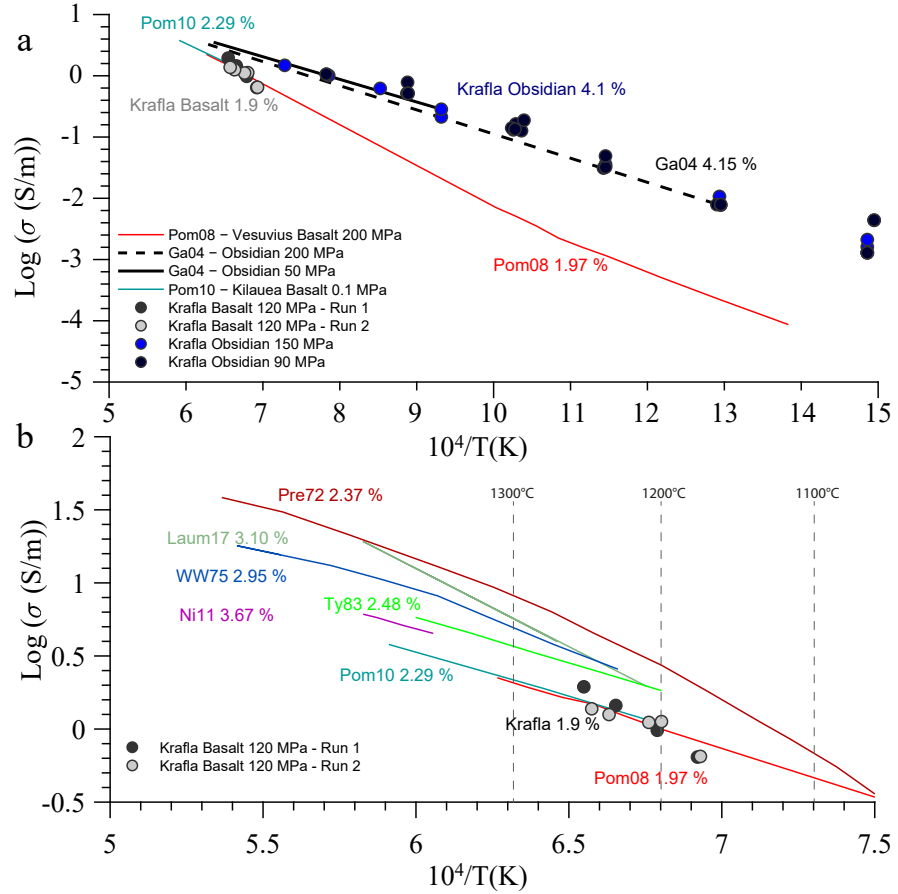 a
Pom10 2.29 %
Krafla Obsidian 4.1 %
Krafla Basalt 1.9 %
Ga04 4.15 %
Pom08 1.97 %
Log (σ (S/m))
1
0
-1
-2
-3
-4
-5
Pom08 − Vesuvius Basalt 200 MPa
Ga04 − Obsidian 200 MPa
Ga04 − Obsidian 50 MPa
Pom10 − Kilauea Basalt 0.1 MPa
Krafla Basalt 120 MPa - Run 1
Krafla Basalt 120 MPa - Run 2
Krafla Obsidian 150 MPa
Krafla Obsidian 90 MPa
5 6 7 8 9 10 11 12 13 14 15
10⁴/T(K)
b
Log (σ (S/m))
2
1.5
1
0.5
0
-0.5
1300°C 1200°C 1100°C
Pre72 2.37 %
Laum17 3.10 %
WW75 2.95 %
Ty83 2.48 %
Ni11 3.67 %
Pom10 2.29 %
Krafla 1.9 %
Pom08 1.97 %
Krafla Basalt 120 MPa - Run 1
Krafla Basalt 120 MPa - Run 2
5 5.5 6 6.5 7 7.5
10⁴/T(K)